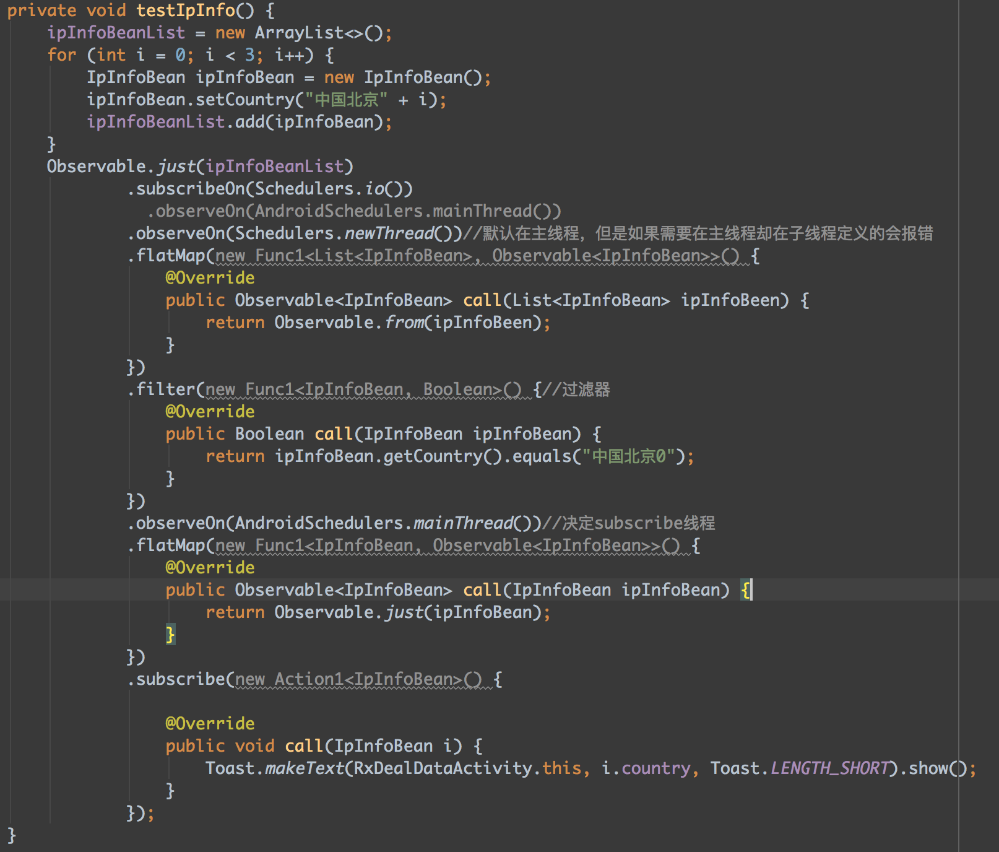 private void testIpInfo() {
    ipInfoBeanList = new ArrayList<>();
    for (int i = 0; i < 3; i++) {
        IpInfoBean ipInfoBean = new IpInfoBean();
        ipInfoBean.setCountry("中国北京" + i);
        ipInfoBeanList.add(ipInfoBean);
    }
    Observable.just(ipInfoBeanList)
            .subscribeOn(Schedulers.io())
              .observeOn(AndroidSchedulers.mainThread())
            .observeOn(Schedulers.newThread())//默认在主线程，但是如果需要在主线程却在子线程定义的会报错
            .flatMap(new Func1<List<IpInfoBean>, Observable<IpInfoBean>>() {
                @Override
                public Observable<IpInfoBean> call(List<IpInfoBean> ipInfoBeen) {
                    return Observable.from(ipInfoBeen);
                }
            })
            .filter(new Func1<IpInfoBean, Boolean>() {//过滤器
                @Override
                public Boolean call(IpInfoBean ipInfoBean) {
                    return ipInfoBean.getCountry().equals("中国北京0");
                }
            })
            .observeOn(AndroidSchedulers.mainThread())//决定subscribe线程
            .flatMap(new Func1<IpInfoBean, Observable<IpInfoBean>>() {
                @Override
                public Observable<IpInfoBean> call(IpInfoBean ipInfoBean) {
                    return Observable.just(ipInfoBean);
                }
            })
            .subscribe(new Action1<IpInfoBean>() {

                @Override
                public void call(IpInfoBean i) {
                    Toast.makeText(RxDealDataActivity.this, i.country, Toast.LENGTH_SHORT).show();
                }
            });
}